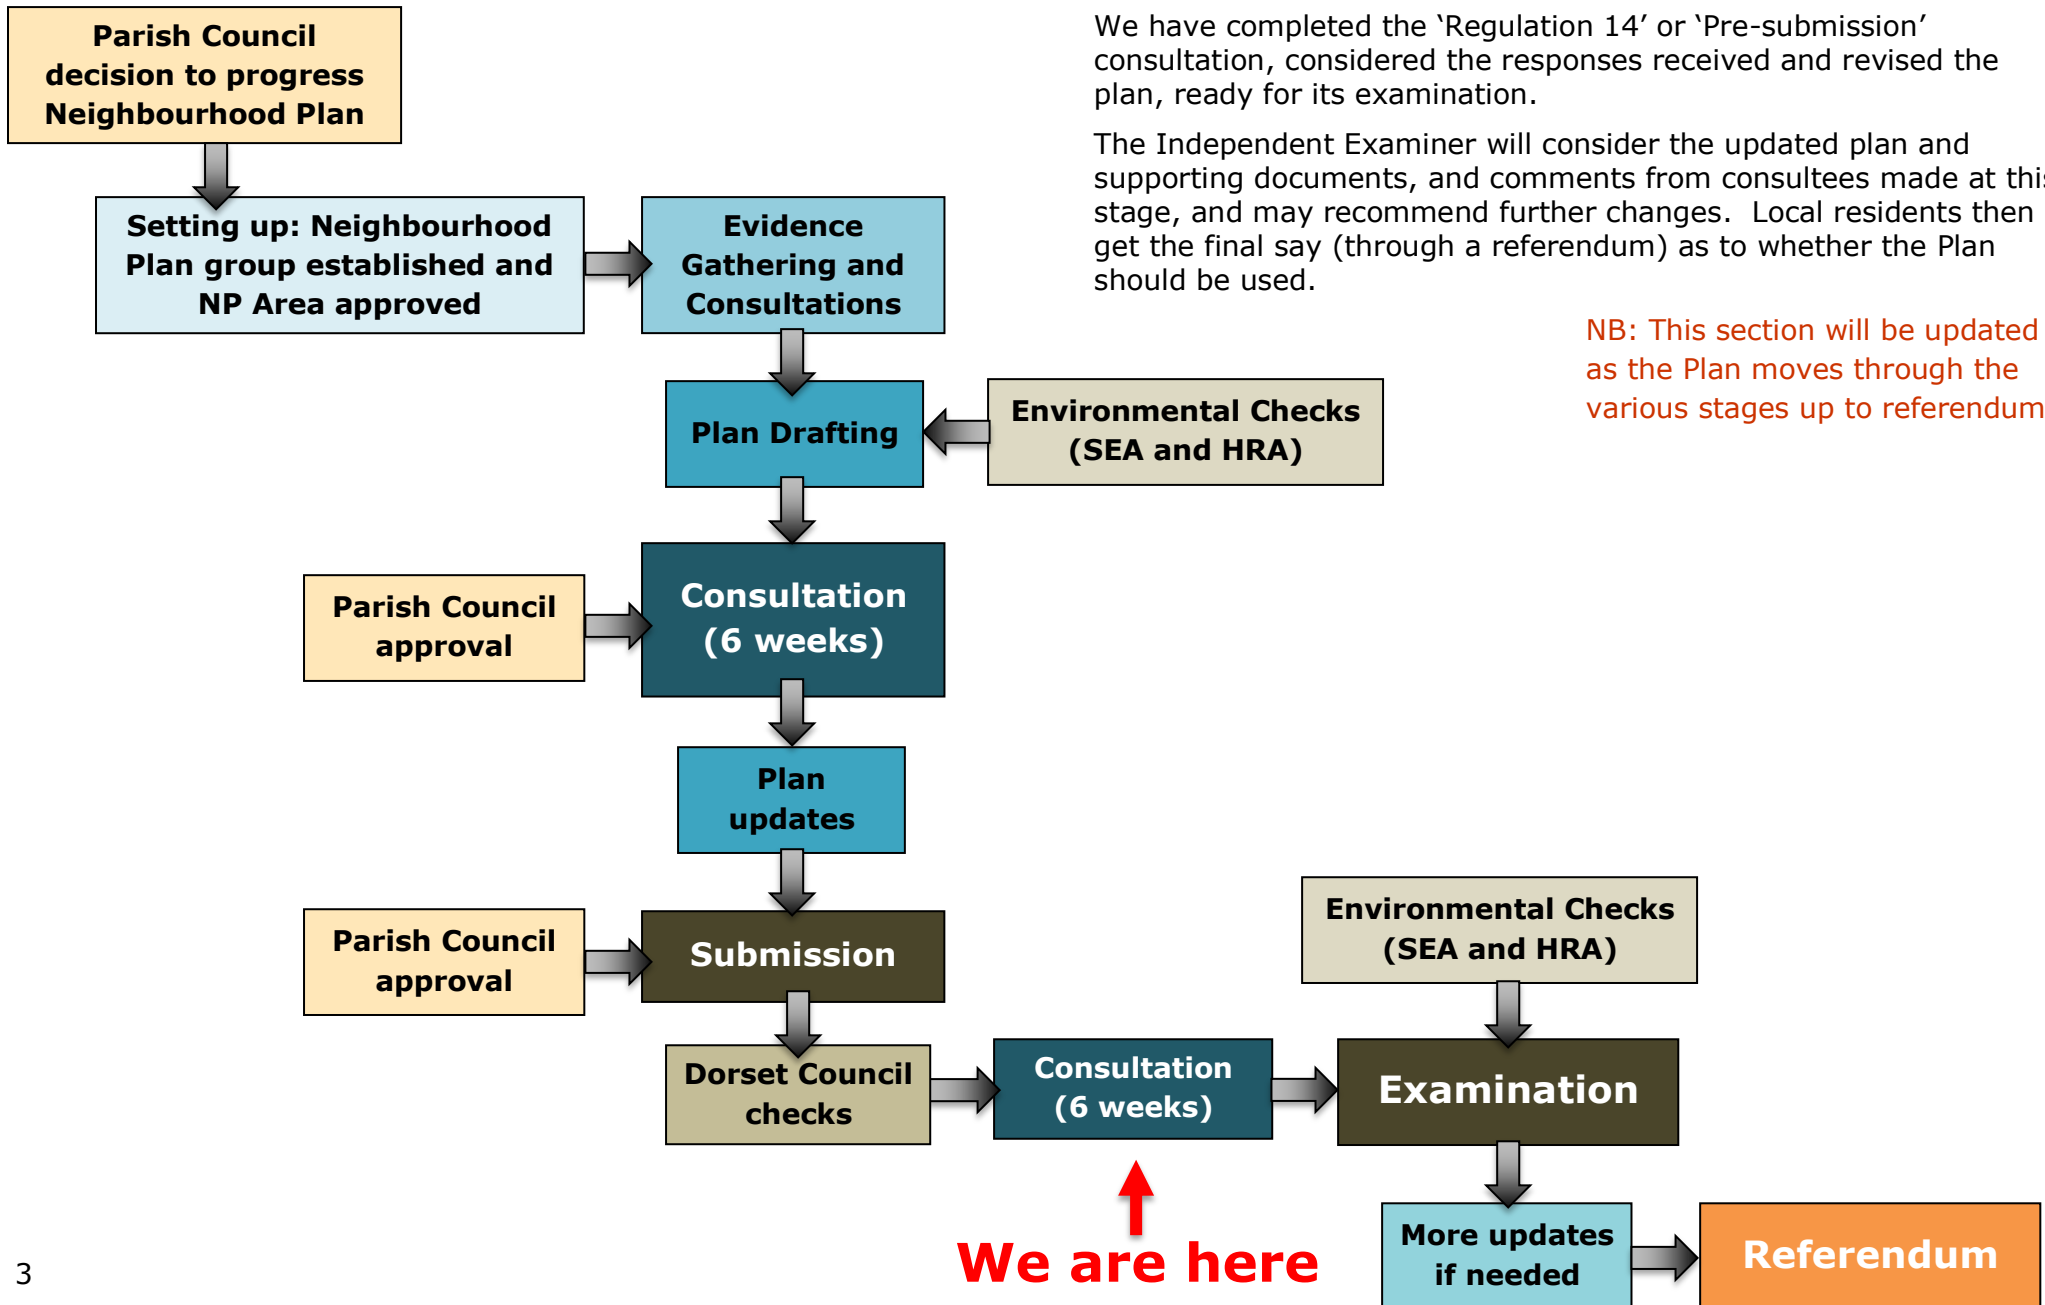 Parish Council
decision to progress
Neighbourhood Plan
We have completed the ‘Regulation 14’ or ‘Pre-submission’
consultation, considered the responses received and revised the
plan, ready for its examination.
The Independent Examiner will consider the updated plan and
supporting documents, and comments from consultees made at this
stage, and may recommend further changes.  Local residents then
get the final say (through a referendum) as to whether the Plan
should be used.
NB: This section will be updated
as the Plan moves through the
various stages up to referendum
Setting up: Neighbourhood
Plan group established and
NP Area approved
Evidence
Gathering and
Consultations
Plan Drafting
Environmental Checks
(SEA and HRA)
Parish Council
approval
Consultation
(6 weeks)
Plan
updates
Parish Council
approval
Submission
Environmental Checks
(SEA and HRA)
Dorset Council
checks
Consultation
(6 weeks)
Examination
We are here
More updates
if needed
Referendum
3